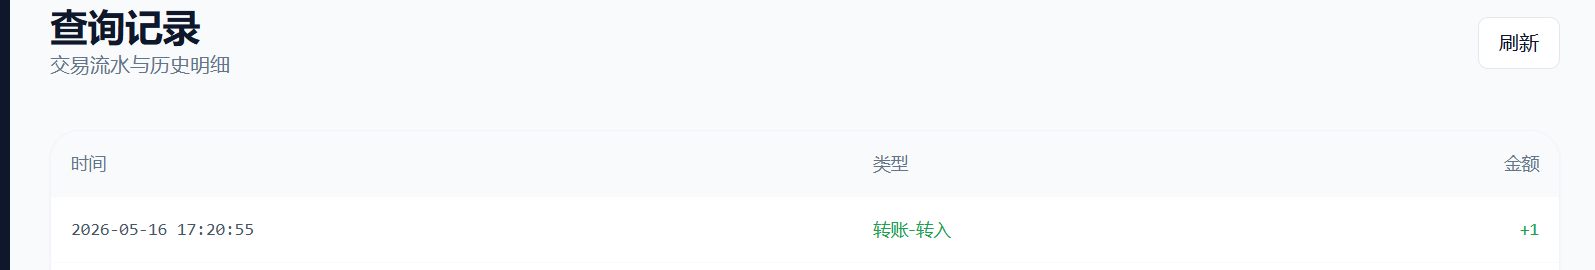 查询记录
交易流水与历史明细
刷新
时间 类型 金额
2026-05-16 17:20:55 转账-转入 +1